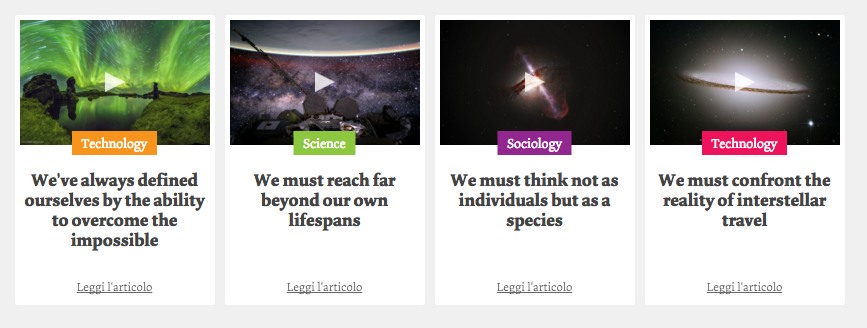 Technology
We've always defined
ourselves by the ability
to overcome the
impossible
Leggi l'articolo
Science
We must reach far
beyond our own
lifespans
Leggi l'articolo
Sociology
We must think not as
individuals but as a
species
Leggi l'articolo
Technology
We must confront the
reality of interstellar
travel
Leggi l'articolo